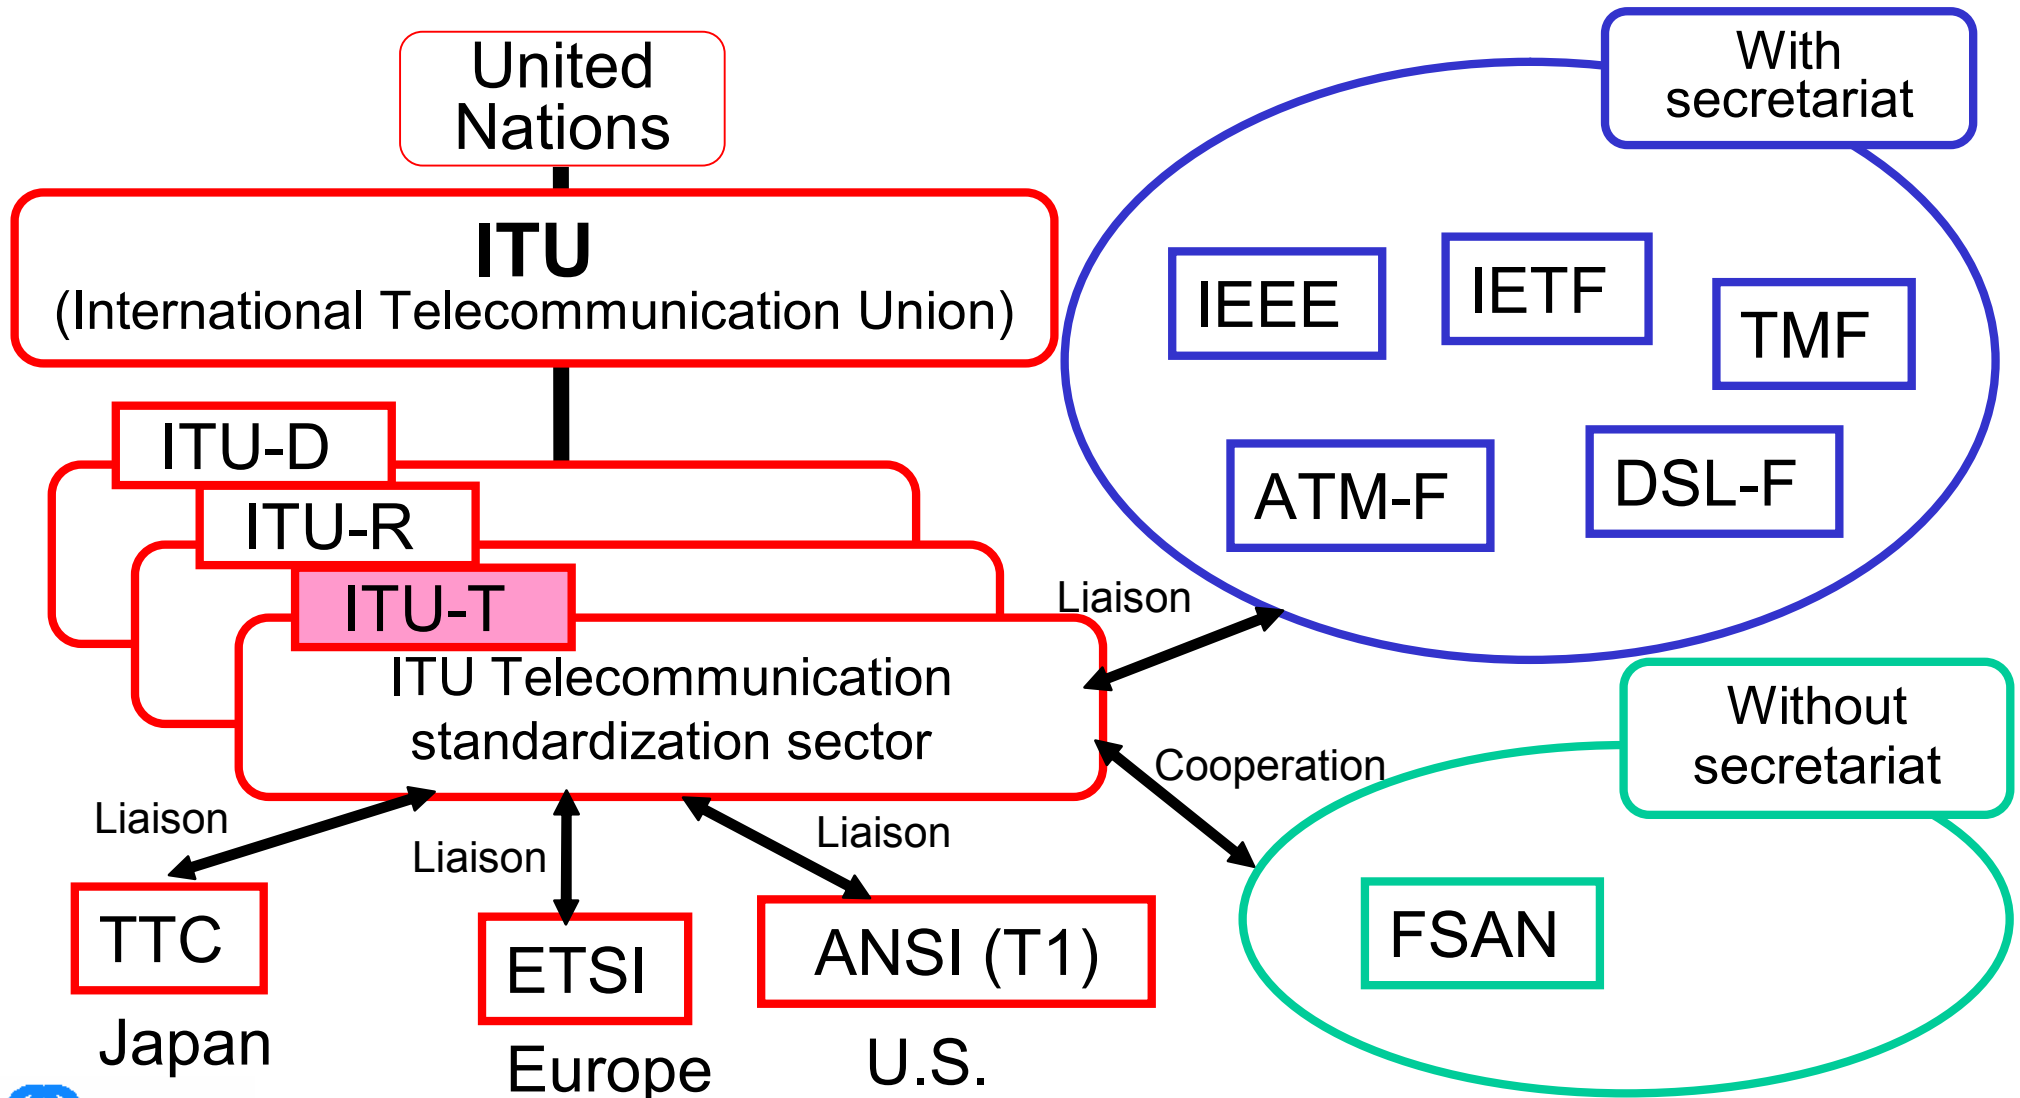 United
Nations
ITU
(International Telecommunication Union)
ITU-D
ITU-R
ITU-T
ITU Telecommunication
standardization sector
Liaison
TTC
Japan
Liaison
ETSI
Europe
Liaison
ANSI (T1)
U.S.
With
secretariat
IEEE
IETF
TMF
ATM-F
DSL-F
Liaison
Without
secretariat
Cooperation
FSAN